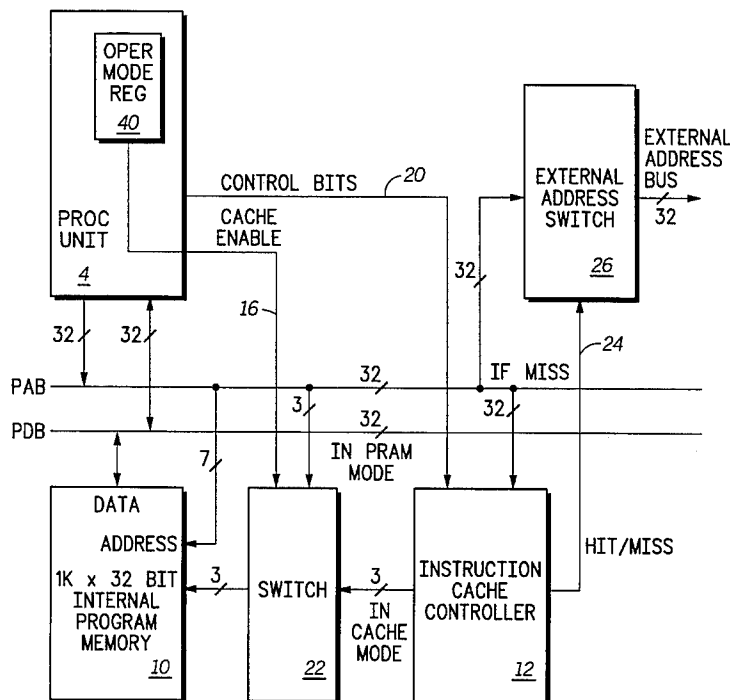 OPER
MODE
REG
40
PROC
UNIT
4
CONTROL BITS
20
CACHE
ENABLE
16
EXTERNAL
ADDRESS
SWITCH
26
EXTERNAL
ADDRESS
BUS
32
32
24
32
32
PAB
32
IF MISS
3
32
PDB
32
IN PRAM
MODE
7
DATA
ADDRESS
1K x 32 BIT
INTERNAL
PROGRAM
MEMORY
10
3
SWITCH
22
3
IN
CACHE
MODE
INSTRUCTION
CACHE
CONTROLLER
12
HIT/MISS